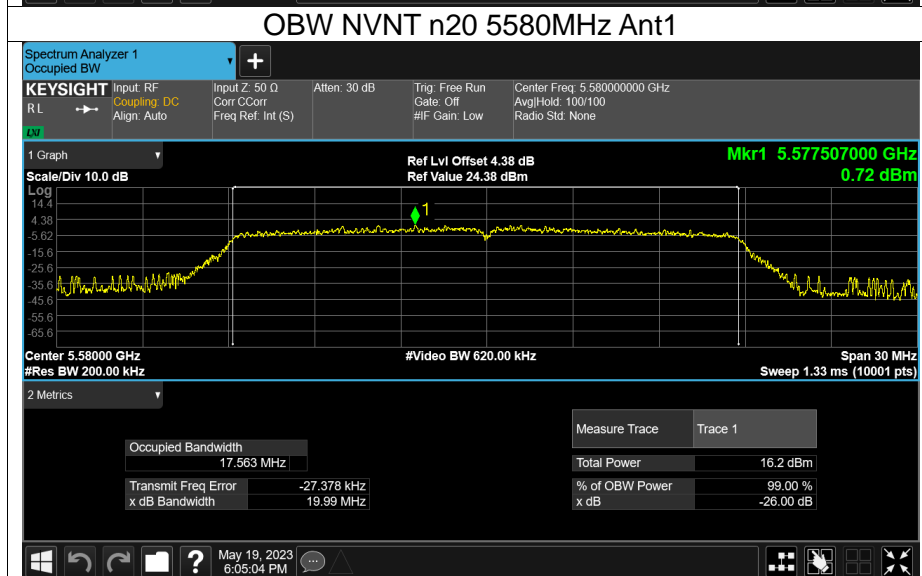 OBW NVNT n20 5580MHz Ant1
Spectrum Analyzer 1
Occupied BW
+
KEYSIGHT
RL
LXI
Input: RF
Coupling: DC
Align: Auto
Input Z: 50 Ω
Corr CCorr
Freq Ref: Int (S)
Atten: 30 dB
Trig: Free Run
Gate: Off
#IF Gain: Low
Center Freq: 5.580000000 GHz
Avg|Hold: 100/100
Radio Std: None
1 Graph
Scale/Div 10.0 dB
Ref Lvl Offset 4.38 dB
Ref Value 24.38 dBm
Mkr1 5.577507000 GHz
0.72 dBm
Log
14.4
4.38
-5.62
-15.6
-25.6
-35.6
-45.6
-55.6
-65.6
1
Center 5.58000 GHz
#Res BW 200.00 kHz
#Video BW 620.00 kHz
Span 30 MHz
Sweep 1.33 ms (10001 pts)
2 Metrics
Measure Trace Trace 1
Occupied Bandwidth
17.563 MHz
Total Power 16.2 dBm
Transmit Freq Error -27.378 kHz
% of OBW Power 99.00 %
x dB Bandwidth 19.99 MHz
x dB -26.00 dB
?
May 19, 2023
6:05:04 PM